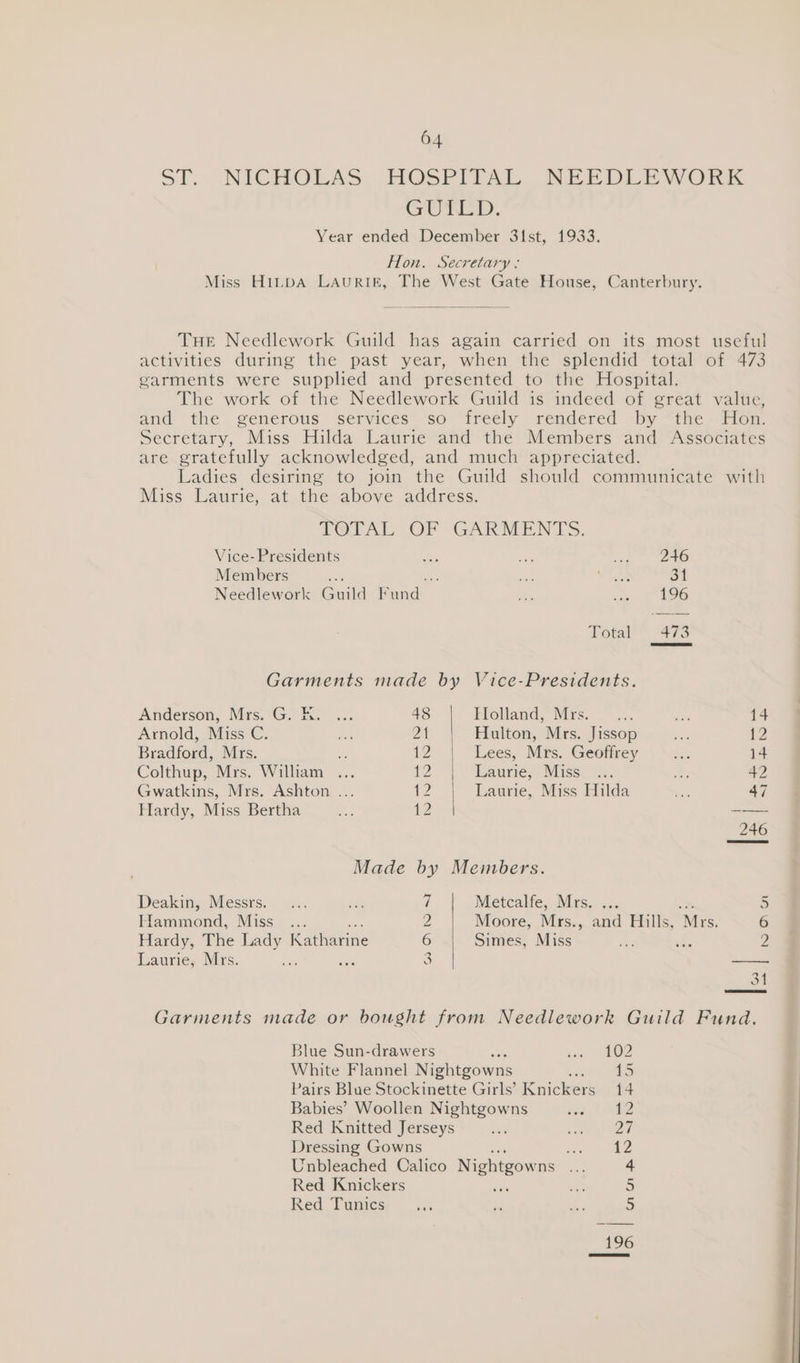 64
ST. NICHOLAS HOSPITAL NEEDLEWORK
GUILD.
Year ended December 31st, 1933.
Hon. Secretary:
Miss HILDA LAURIE, The West Gate House, Canterbury.
THE Needlework Guild has again carried on its most useful
activities during the past year, when the splendid total of 473
garments were supplied and presented to the Hospital.
The work of the Needlework Guild is indeed of great value,
and the generous services so freely rendered by the Hon.
Secretary, Miss Hilda Laurie and the Members and Associates
are gratefully acknowledged, and much appreciated.
Ladies desiring to join the Guild should communicate with
Miss Laurie, at the above address.
TOTAL OF GARMENTS.
Vice-Presidents ... ... ... 246
Members ... ... ... ... 31
Needlework Guild Fund ... ... 196
Total 473
Garments made by Vice-Presidents.
Anderson, Mrs. G. K. ... 48 | Holland, Mrs. ... ... 14
Arnold, Miss C. ... 21 | Hulton, Mrs. Jissop ... 12
Bradford, Mrs. ... 12 | Lees, Mrs. Geoffrey ... 14
Colthup, Mrs. William ... 12 | Laurie, Miss ... ... 42
Gwatkins, Mrs. Ashton ... 12 | Laurie, Miss Hilda ... 47
Hardy, Miss Bertha ... 12
246
Made by Members.
Deakin, Messrs. ... ... 7 | Metcalfe, Mrs. ... ... 5
Hammond, Miss ... ... 2 | Moore, Mrs., and Hills, Mrs. 6
Hardy, The Lady Katharine 6 | Simes, Miss ... ... 2
Laurie, Mrs. ... ... 3
31
Garments made or bought from Needlework Guild Fund.
Blue Sun-drawers ... ... 102
White Flannel Nightgowns ... 15
Pairs Blue Stockinette Girls' Knickers 14
Babies' Woollen Nightgowns ... 12
Red Knitted Jerseys ... ... 27
Dressing Gowns ... ... 12
Unbleached Calico Nightgowns ... 4
Red Knickers ... ... 5
Red Tunics ... ... ... 5
196